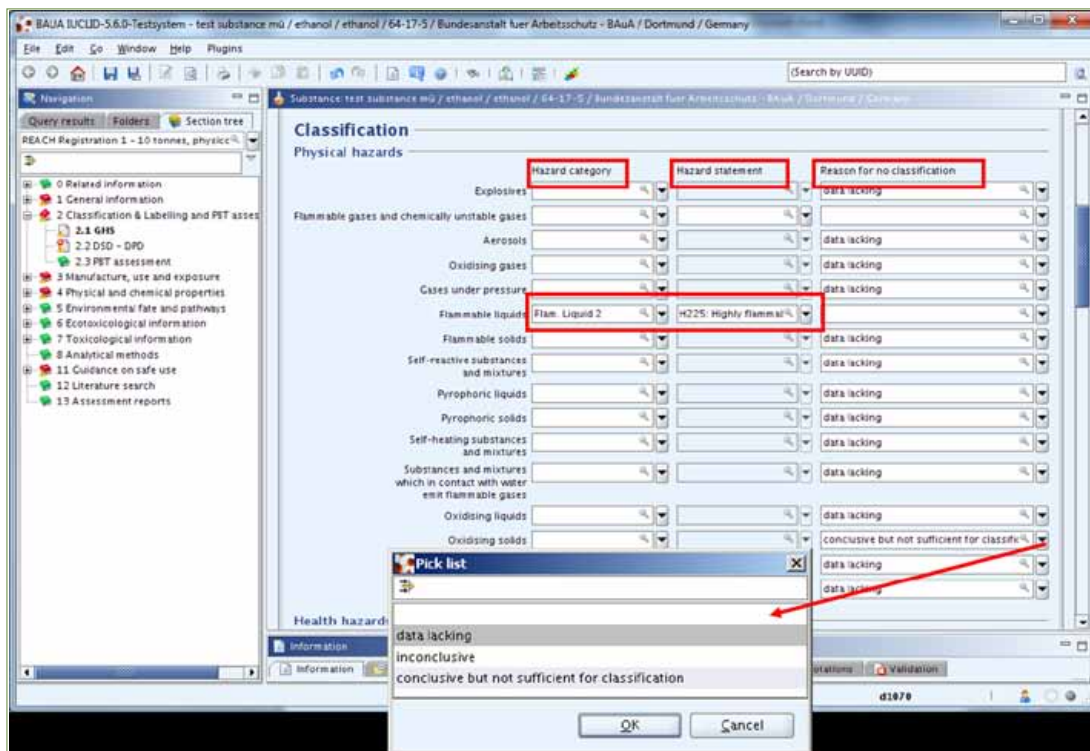 BAUA IUCLID-5.6.0-Testsystem - test substance mü / ethanol / ethanol / 64-17-5 / Bundesanstalt fuer Arbeitsschutz - BAuA / Dortmund / Germany
File Edit Go Window Help Plugins
(Search by UUID)
Navigation
Substance: test substance mü / ethanol / ethanol / 64-17-5 / Bundesanstalt fuer Arbeitsschutz - BAuA / Dortmund / Germany
Query results Folders Section tree
REACH Registration 1 - 10 tonnes, physicc
0 Related information
1 General information
2 Classification & Labelling and PBT asses
2.1 GHS
2.2 DSD - DPD
2.3 PBT assessment
3 Manufacture, use and exposure
4 Physical and chemical properties
5 Environmental fate and pathways
6 Ecotoxicological information
7 Toxicological information
8 Analytical methods
11 Guidance on safe use
12 Literature search
13 Assessment reports
Classification
Physical hazards
Hazard category Hazard statement Reason for no classification
Explosives data lacking
Flammable gases and chemically unstable gases
Aerosols data lacking
Oxidising gases data lacking
Gases under pressure data lacking
Flammable liquids Flam. Liquid 2 H225: Highly flammal
Flammable solids data lacking
Self-reactive substances
and mixtures data lacking
Pyrophoric liquids data lacking
Pyrophoric solids data lacking
Self-heating substances
and mixtures data lacking
Substances and mixtures
which in contact with water data lacking
emit flammable gases
Oxidising liquids data lacking
Oxidising solids conclusive but not sufficient for classific
data lacking
data lacking
Health hazard
Pick list
data lacking
inconclusive
conclusive but not sufficient for classification
OK Cancel
Information
Information otations Validation
d1070